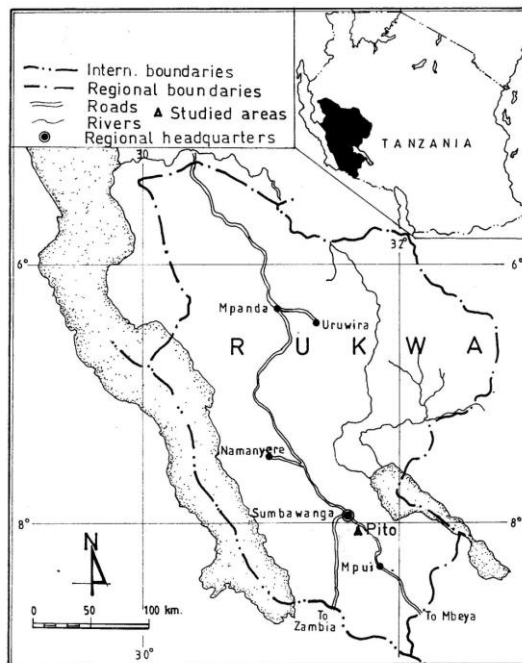 Intern. boundaries
Regional boundaries
Roads
Studied areas
Rivers
Regional headquarters
TANZANIA
30
32°
6°
6°
Mpanda
Uruwira
RUKWA
Namanyere
Sumbawanga
Pito
8°
8°
N
Mpui
0 50 100 km.
To Zambia
To Mbeya
30°